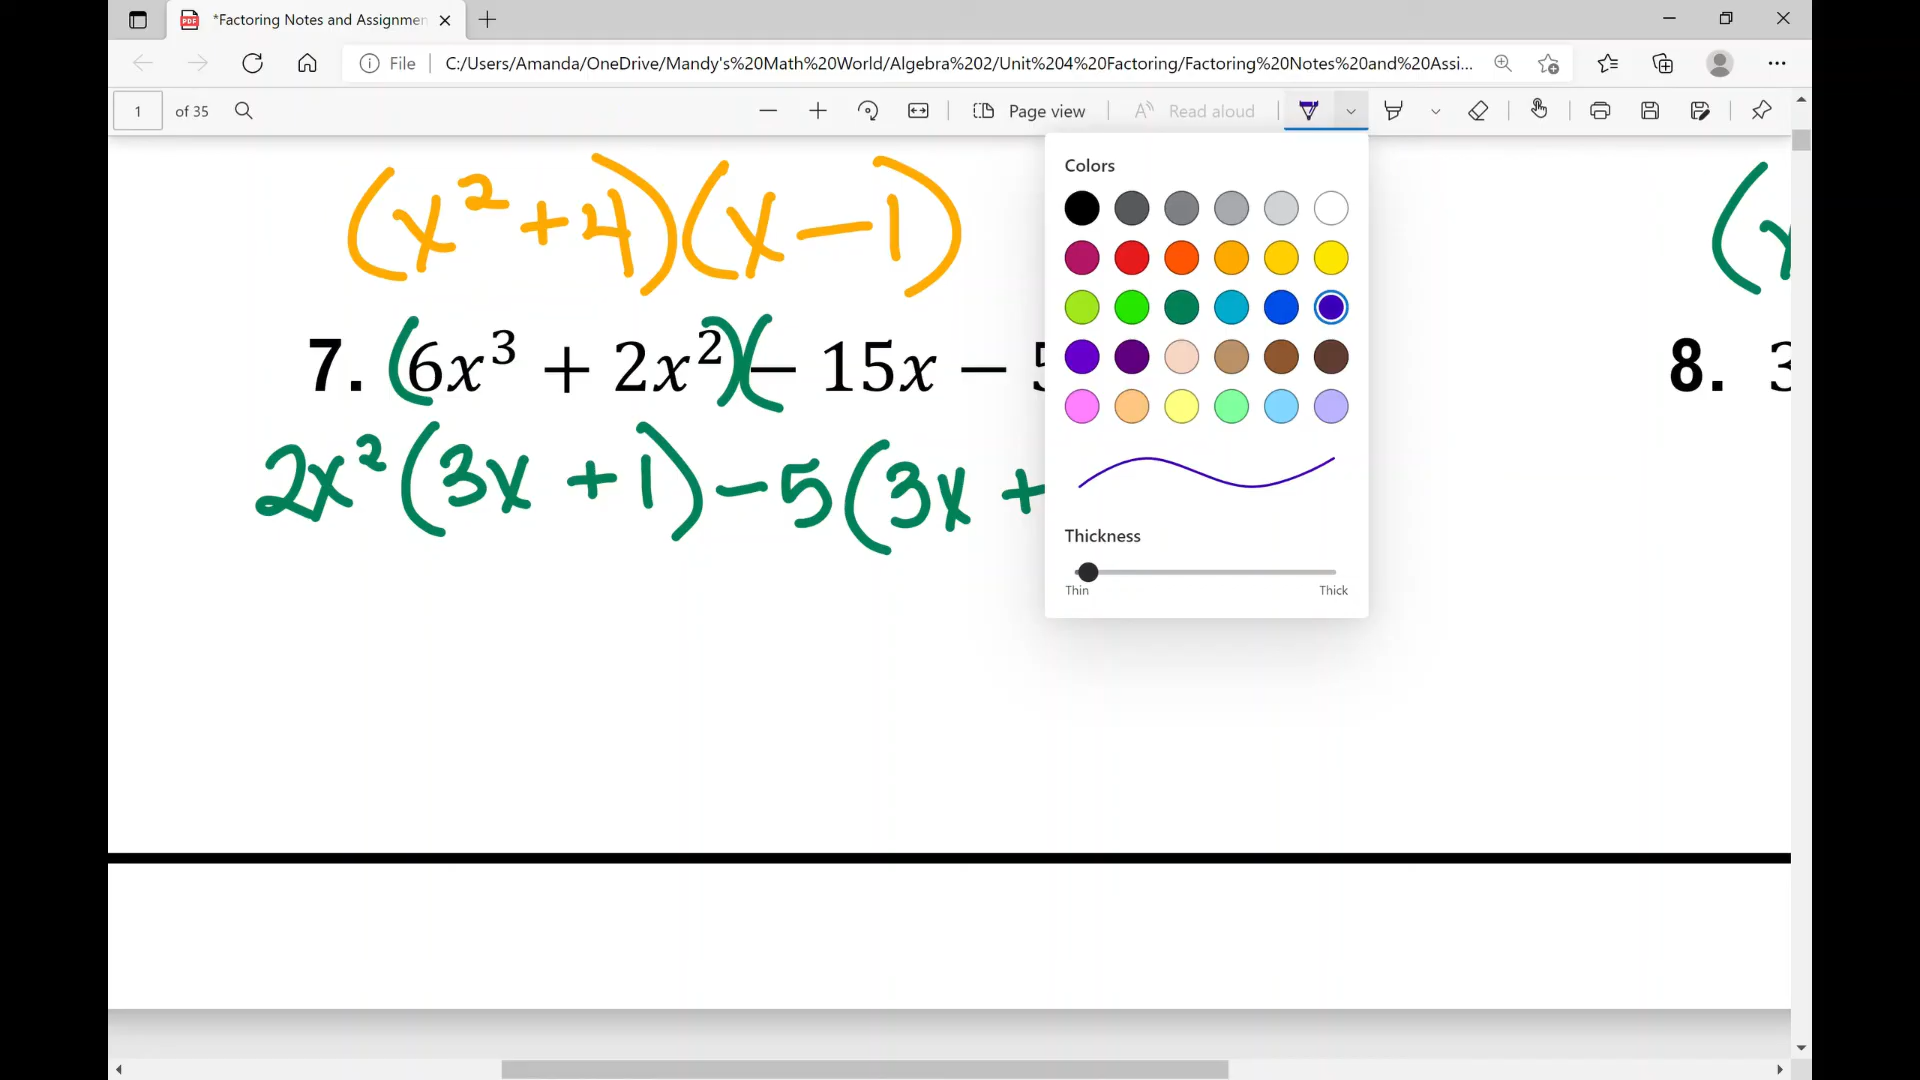 *Factoring Notes and Assignmen
File C:/Users/Amanda/OneDrive/Mandy's%20Math%20World/Algebra%202/Unit%204%20Factoring/Factoring%20Notes%20and%20Assi...
1 of 35 Page view Read aloud
Colors
Thickness
Thin Thick
(x²+4)(x-1)
7. (6x³ + 2x²)(− 15x − 5
2x²(3x +1)-5(3x +
(x
8. 3